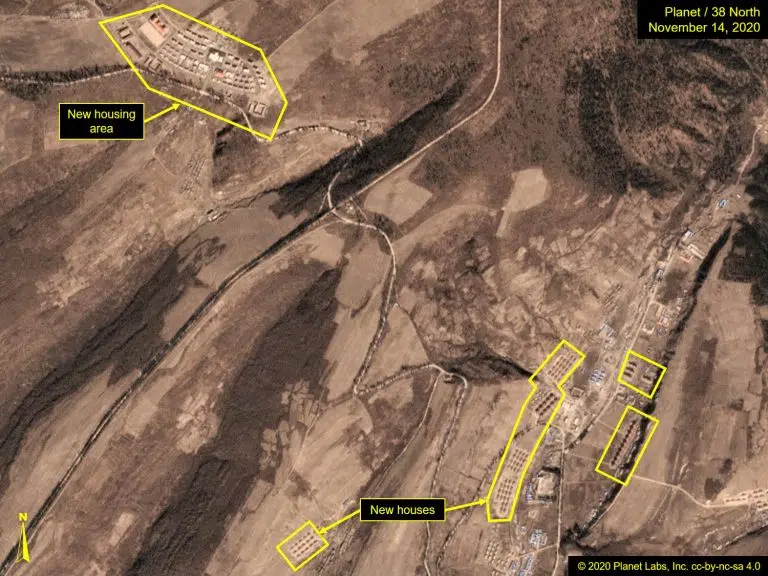 Planet / 38 North
November 14, 2020
New housing
area
New houses
N
© 2020 Planet Labs, Inc. cc-by-nc-sa 4.0